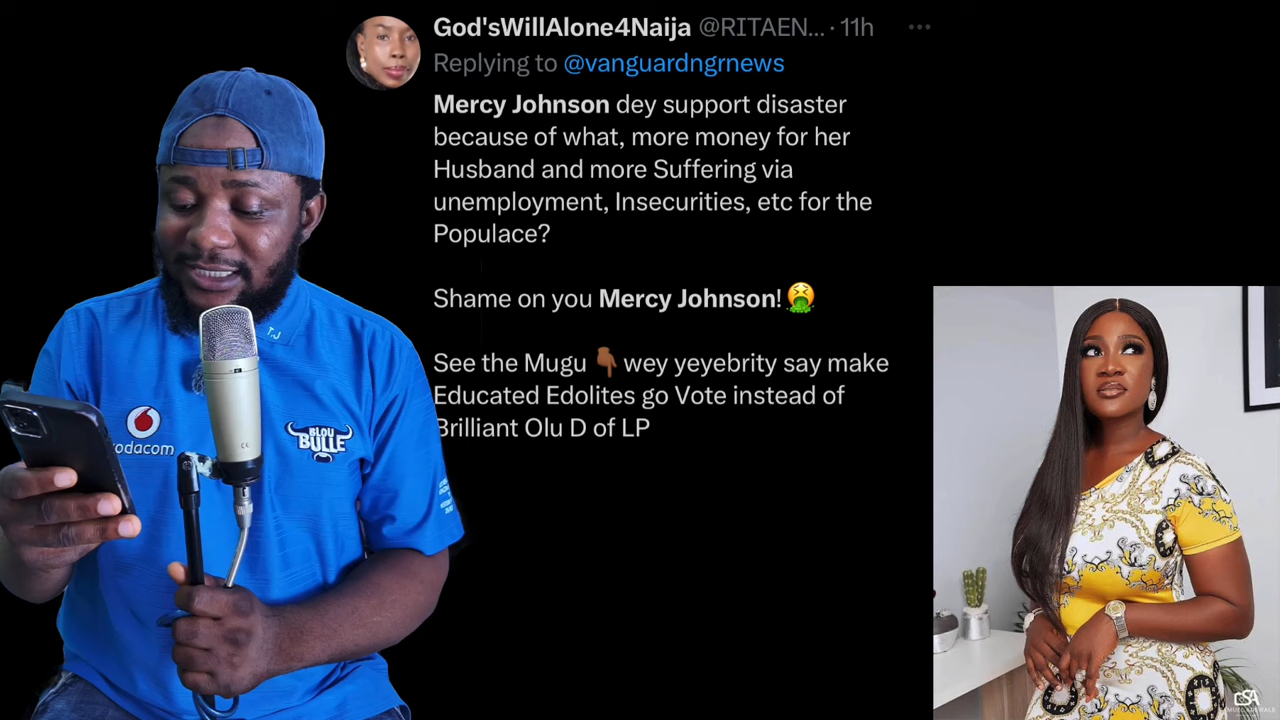 God'sWillAlone4Naija @RITAEN... · 11h
Replying to @vanguardngrnews
Mercy Johnson dey support disaster
because of what, more money for her
Husband and more Suffering via
unemployment, Insecurities, etc for the
Populace?
Shame on you Mercy Johnson!🤮
See the Mugu 👇🏾wey yeyebrity say make
Educated Edolites go Vote instead of
Brilliant Olu D of LP
T.J
vodacom
BLOU
BULLE
CE